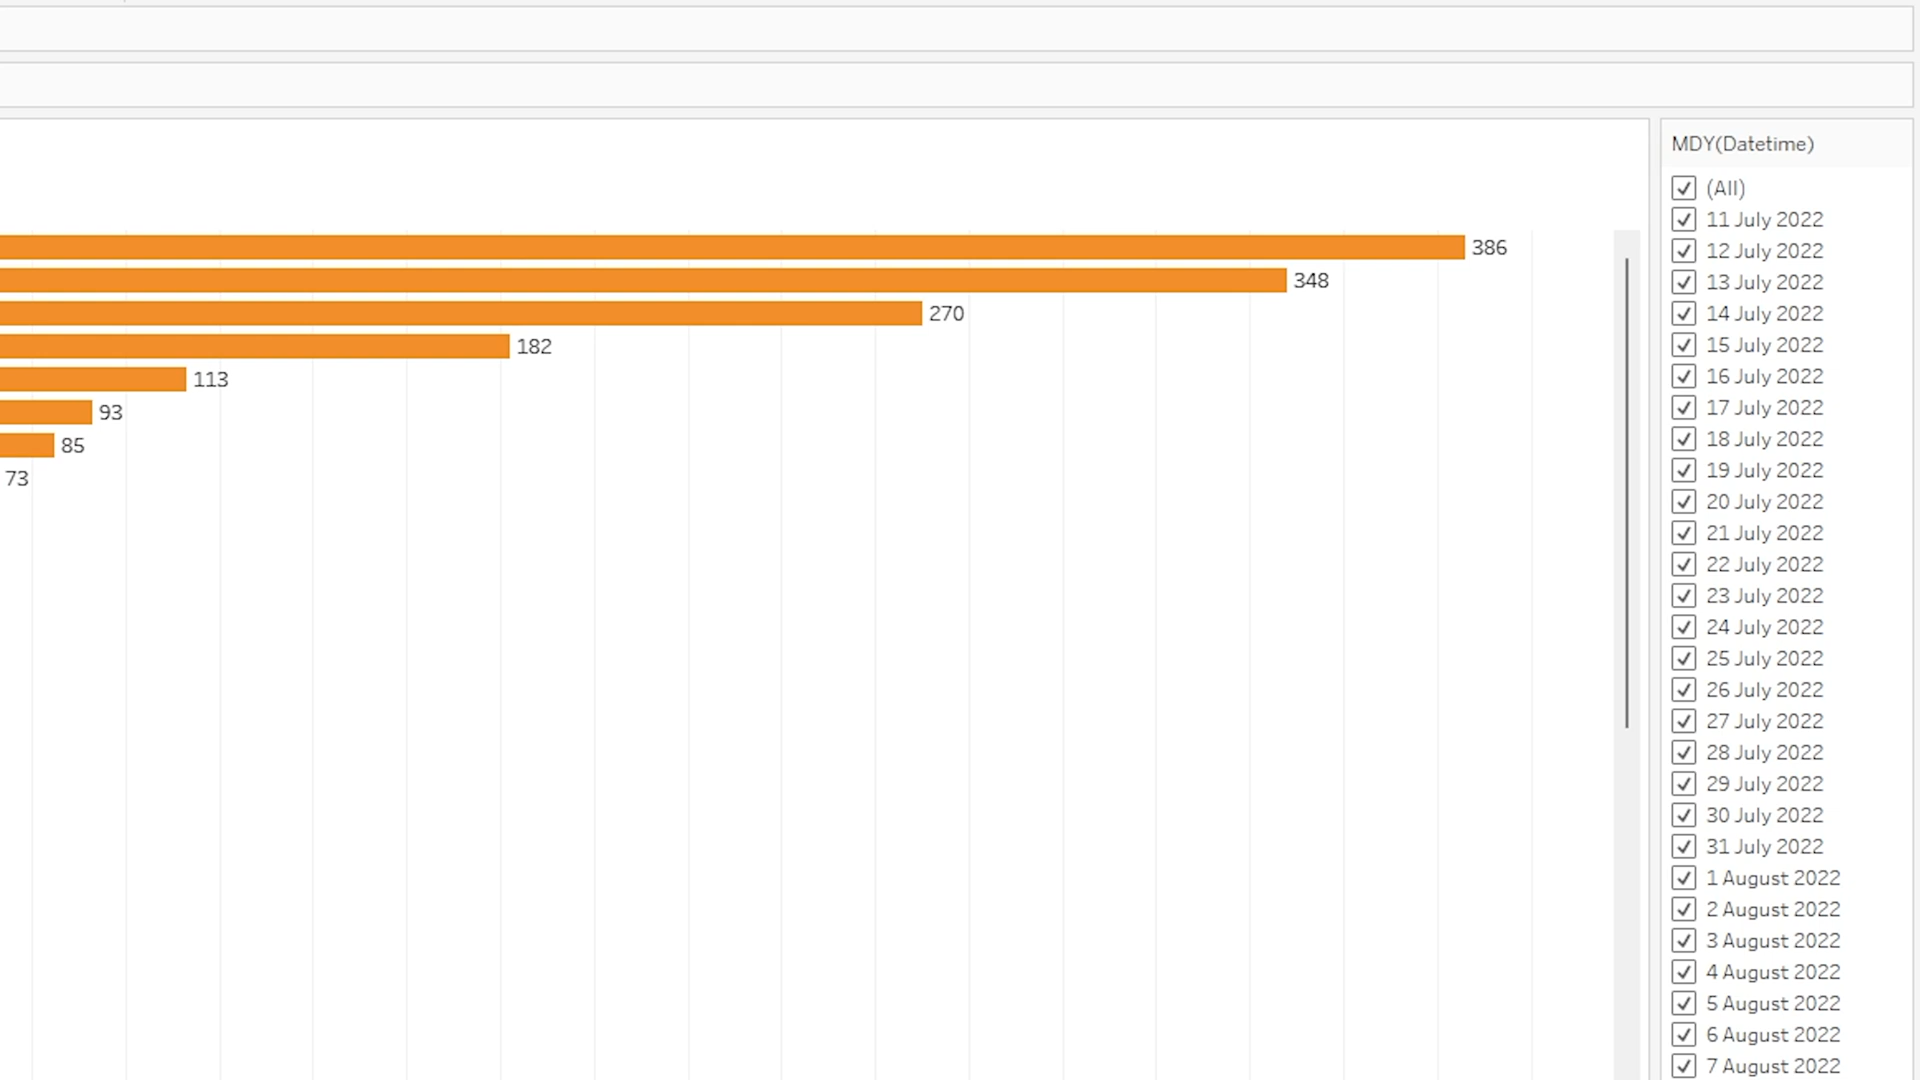 386
348
270
182
113
93
85
73
MDY(Datetime)
(All)
11 July 2022
12 July 2022
13 July 2022
14 July 2022
15 July 2022
16 July 2022
17 July 2022
18 July 2022
19 July 2022
20 July 2022
21 July 2022
22 July 2022
23 July 2022
24 July 2022
25 July 2022
26 July 2022
27 July 2022
28 July 2022
29 July 2022
30 July 2022
31 July 2022
1 August 2022
2 August 2022
3 August 2022
4 August 2022
5 August 2022
6 August 2022
7 August 2022